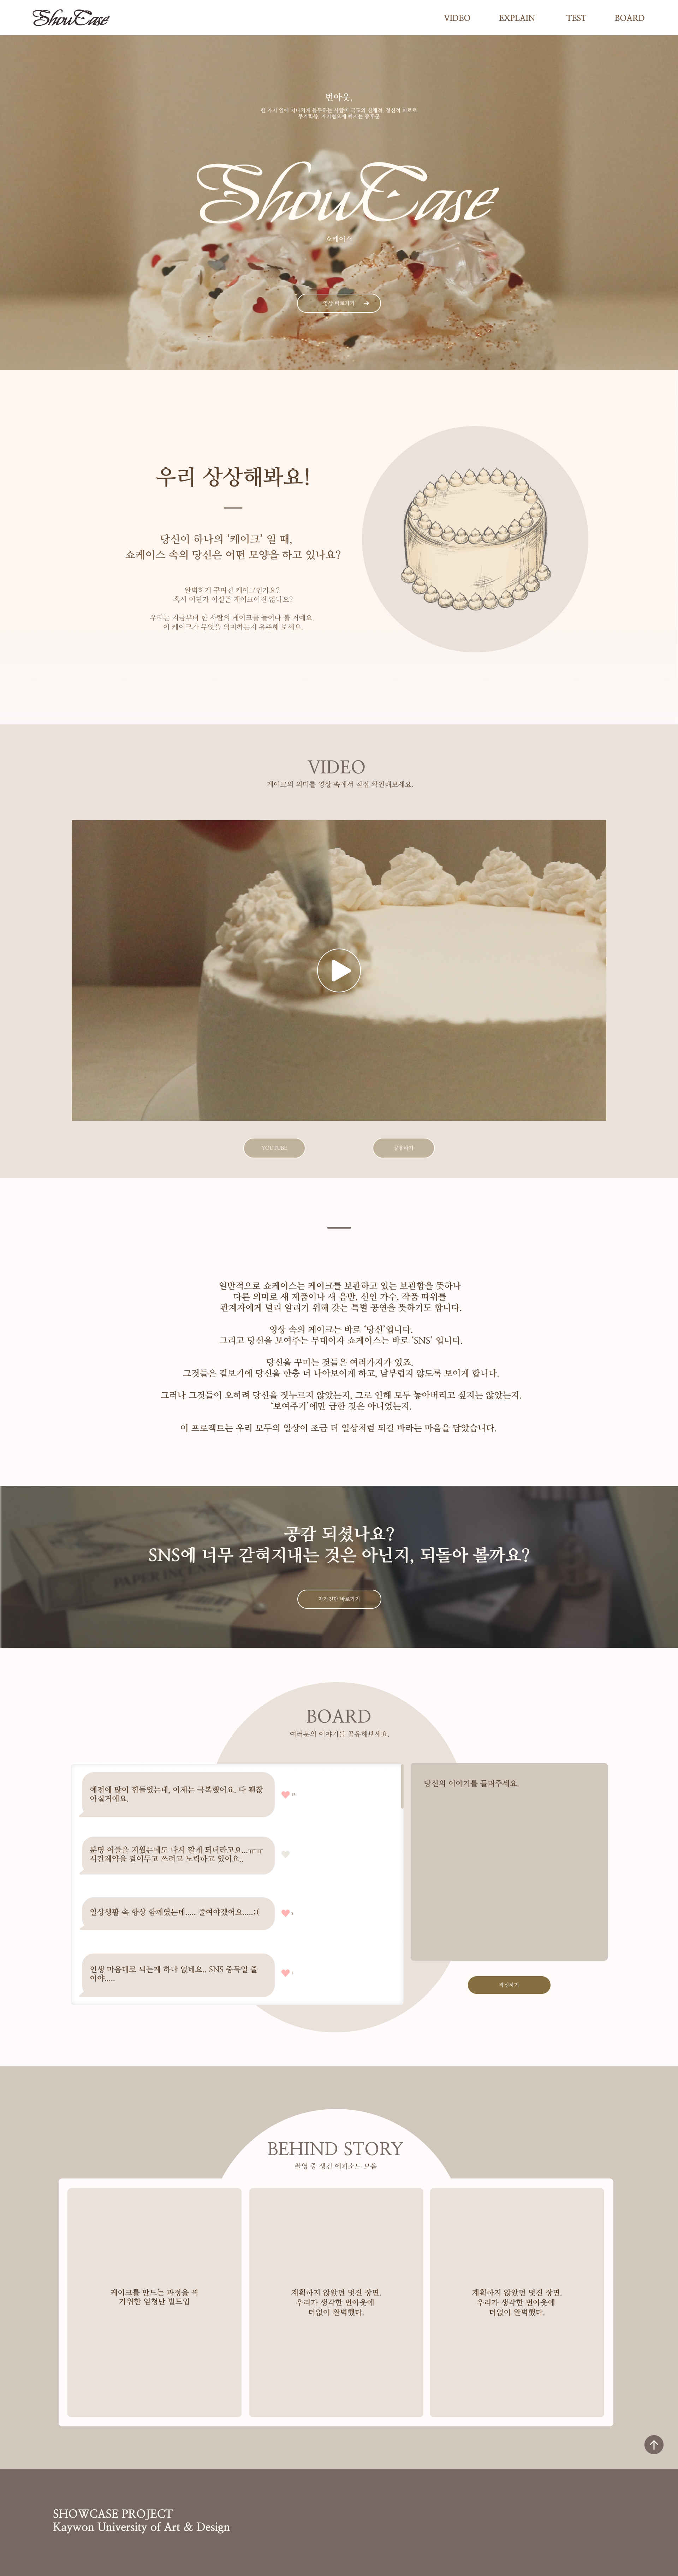 ShowCase
VIDEO
EXPLAIN
TEST
BOARD
번아웃,
한 가지 일에 지나치게 몰두하는 사람이 극도의 신체적, 정신적 피로로
무기력증, 자기혐오에 빠지는 증후군
ShowCase
쇼케이스
영상 바로가기
우리 상상해봐요!
당신이 하나의 ‘케이크’ 일 때,
쇼케이스 속의 당신은 어떤 모양을 하고 있나요?
완벽하게 꾸며진 케이크인가요?
혹시 어딘가 어설픈 케이크이진 않나요?
우리는 지금부터 한 사람의 케이크를 들여다 볼 거예요.
이 케이크가 무엇을 의미하는지 유추해 보세요.
VIDEO
케이크의 의미를 영상 속에서 직접 확인해보세요.
YOUTUBE
공유하기
일반적으로 쇼케이스는 케이크를 보관하고 있는 보관함을 뜻하나
다른 의미로 새 제품이나 새 음반, 신인 가수, 작품 따위를
관계자에게 널리 알리기 위해 갖는 특별 공연을 뜻하기도 합니다.
영상 속의 케이크는 바로 ‘당신’입니다.
그리고 당신을 보여주는 무대이자 쇼케이스는 바로 ‘SNS’ 입니다.
당신을 꾸미는 것들은 여러가지가 있죠.
그것들은 겉보기에 당신을 한층 더 나아보이게 하고, 남부럽지 않도록 보이게 합니다.
그러나 그것들이 오히려 당신을 짓누르지 않았는지, 그로 인해 모두 놓아버리고 싶지는 않았는지.
‘보여주기’에만 급한 것은 아니었는지.
이 프로젝트는 우리 모두의 일상이 조금 더 일상처럼 되길 바라는 마음을 담았습니다.
공감 되셨나요?
SNS에 너무 갇혀지내는 것은 아닌지, 되돌아 볼까요?
PAPER INCENSE
자가진단 바로가기
BOARD
여러분의 이야기를 공유해보세요.
예전에 많이 힘들었는데, 이제는 극복했어요. 다 괜찮
아질거에요.
분명 어플을 지웠는데도 다시 깔게 되더라고요...ㅠㅠ
시간제약을 걸어두고 쓰려고 노력하고 있어요..
일상생활 속 항상 함께였는데..... 줄여야겠어요.....:(
인생 마음대로 되는게 하나 없네요.. SNS 중독일 줄
이야.....
당신의 이야기를 들려주세요.
작성하기
BEHIND STORY
촬영 중 생긴 에피소드 모음
케이크를 만드는 과정을 찍
기위한 엄청난 빌드업
계획하지 않았던 멋진 장면.
우리가 생각한 번아웃에
더없이 완벽했다.
계획하지 않았던 멋진 장면.
우리가 생각한 번아웃에
더없이 완벽했다.
SHOWCASE PROJECT
Kaywon University of Art & Design